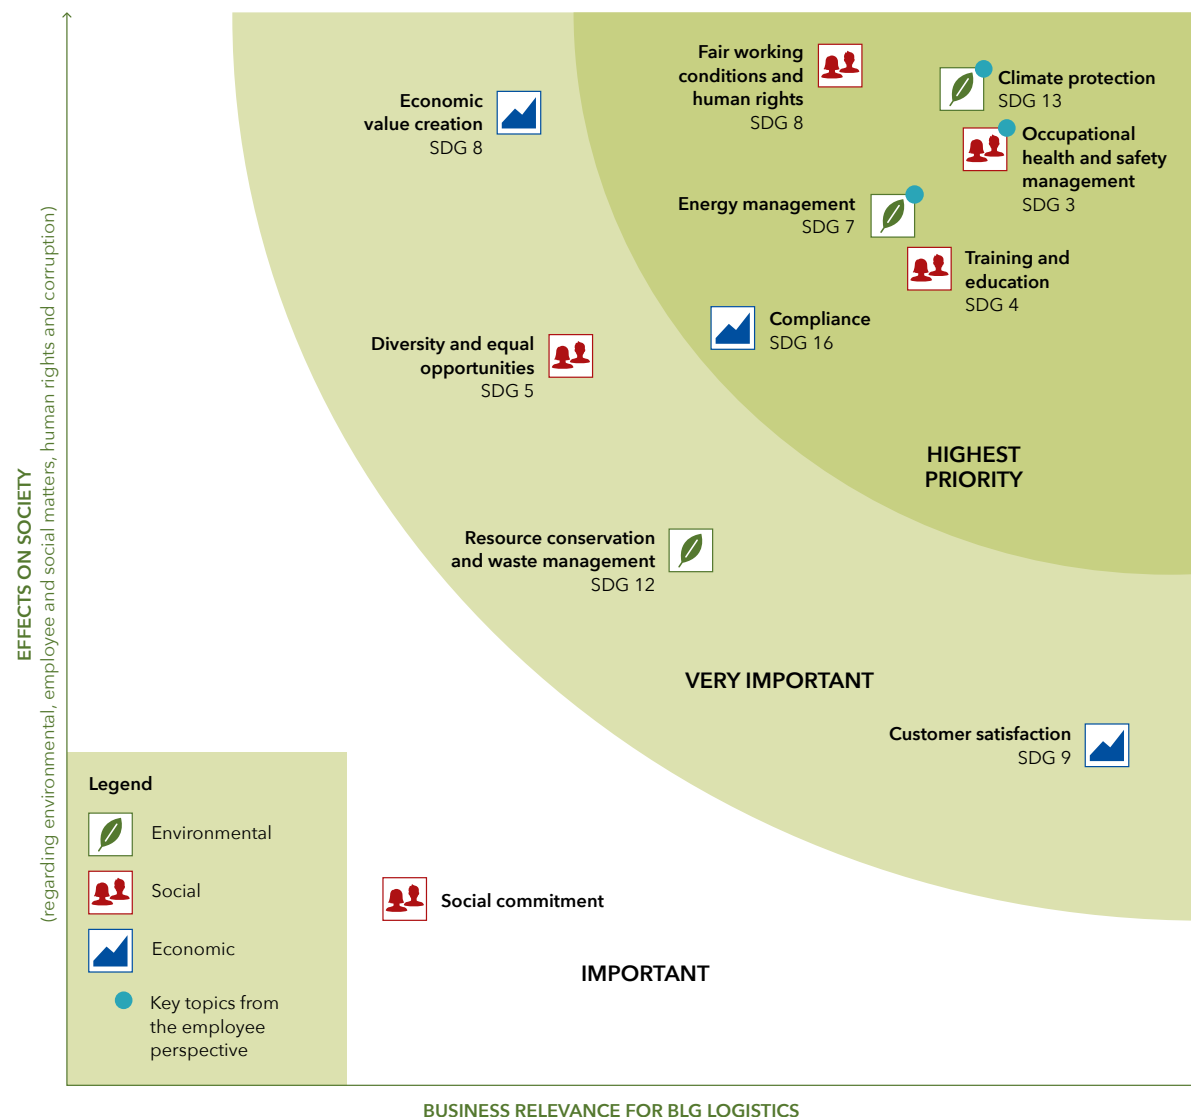 EFFECTS ON SOCIETY
(regarding environmental, employee and social matters, human rights and corruption)
Fair working
conditions and
human rights
SDG 8
Climate protection
SDG 13
Economic
value creation
SDG 8
Occupational
health and safety
management
SDG 3
Energy management
SDG 7
Training and
education
SDG 4
Compliance
SDG 16
Diversity and equal
opportunities
SDG 5
HIGHEST
PRIORITY
Resource conservation
and waste management
SDG 12
VERY IMPORTANT
Customer satisfaction
SDG 9
Social commitment
IMPORTANT
Legend
Environmental
Social
Economic
Key topics from
the employee
perspective
BUSINESS RELEVANCE FOR BLG LOGISTICS